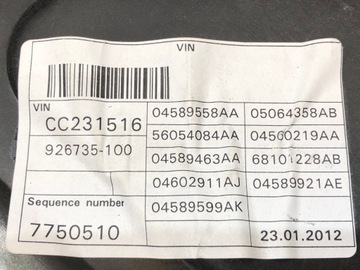 VIN
VIN
CC231516
926735-100
Sequence number
7750510
04589558AA 05064358AB
56054084AA 04560219AA
04589463AA 68101228AB
04602911AJ 04589921AE
04589599AK
23.01.2012